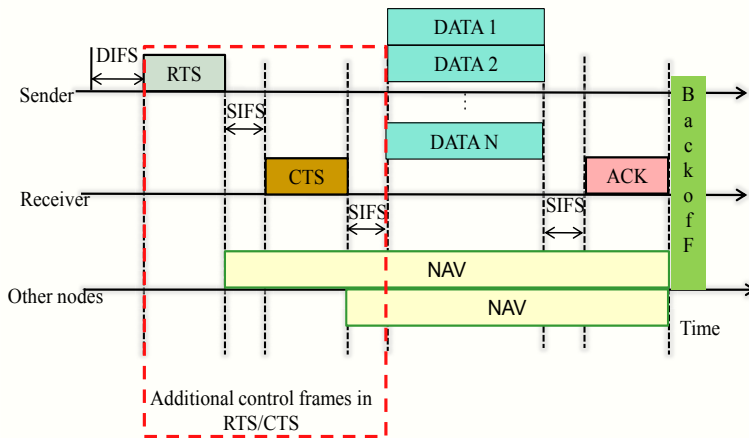 DATA 1
DIFS
RTS
DATA 2
Sender
SIFS
DATA N
CTS
ACK
Receiver
SIFS
SIFS
B
a
c
k
o
f
F
NAV
Other nodes
NAV
Time
Additional control frames in
RTS/CTS